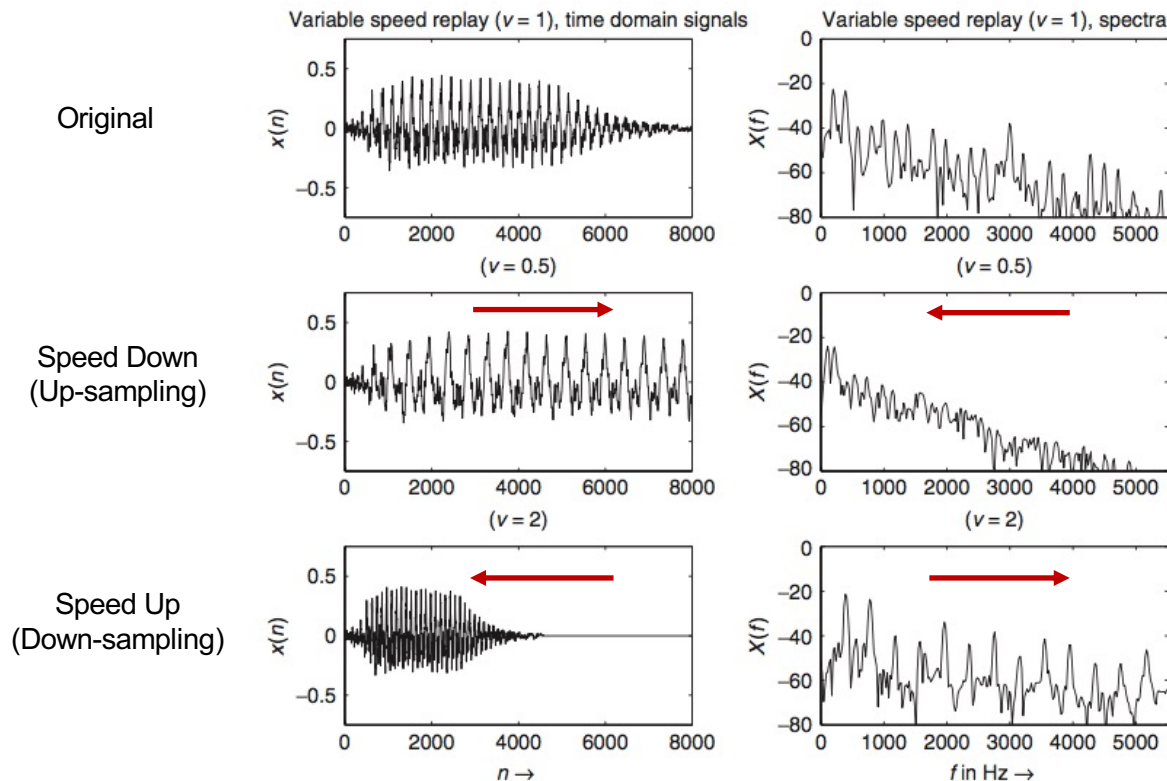 Variable speed replay (v = 1), time domain signals
Variable speed replay (v = 1), spectra
Original
x(n)
0.5
0
−0.5
0 2000 4000 6000 8000
X(f)
0
−20
−40
−60
−80
0 1000 2000 3000 4000 5000
(v = 0.5)
(v = 0.5)
Speed Down
(Up-sampling)
x(n)
0.5
0
−0.5
0 2000 4000 6000 8000
X(f)
0
−20
−40
−60
−80
0 1000 2000 3000 4000 5000
(v = 2)
(v = 2)
Speed Up
(Down-sampling)
x(n)
0.5
0
−0.5
0 2000 4000 6000 8000
n →
X(f)
0
−20
−40
−60
−80
0 1000 2000 3000 4000 5000
f in Hz →